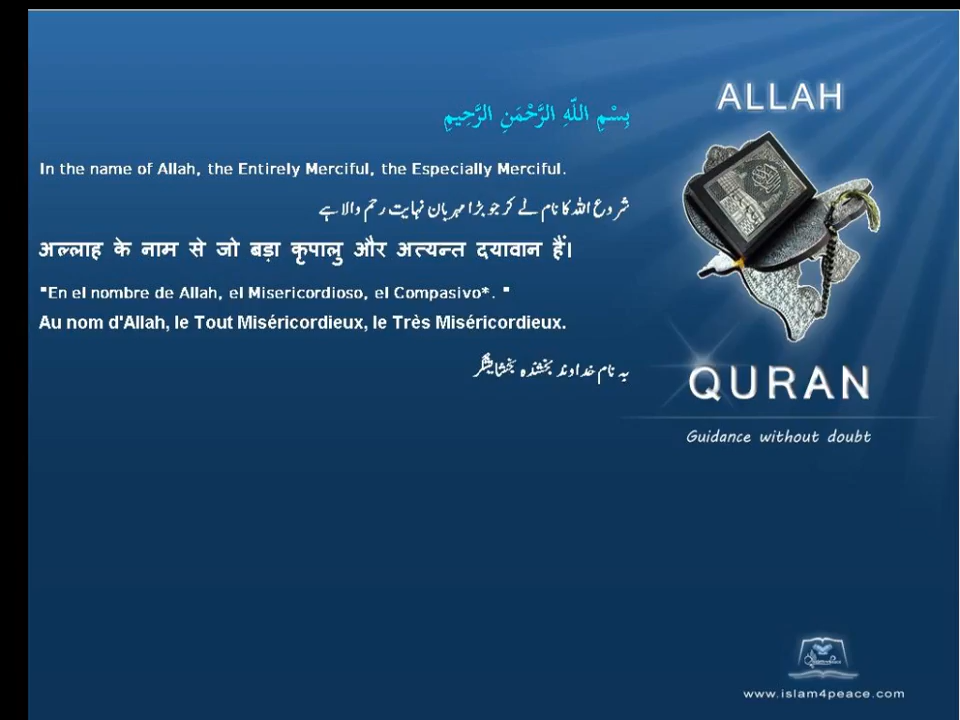 بِسْمِ اللَّهِ الرَّحْمَنِ الرَّحِيمِ
In the name of Allah, the Entirely Merciful, the Especially Merciful.
شروع الله کا نام لے کر جو بڑا مہربان نہایت رحم والا ہے
अल्लाह के नाम से जो बड़ा कृपालु और अत्यन्त दयावान हैं।
"En el nombre de Allah, el Misericordioso, el Compasivo*. "
Au nom d'Allah, le Tout Miséricordieux, le Très Miséricordieux.
به نام خداوند بخشنده بخشایشگر
ALLAH
QURAN
Guidance without doubt
www.islam4peace.com